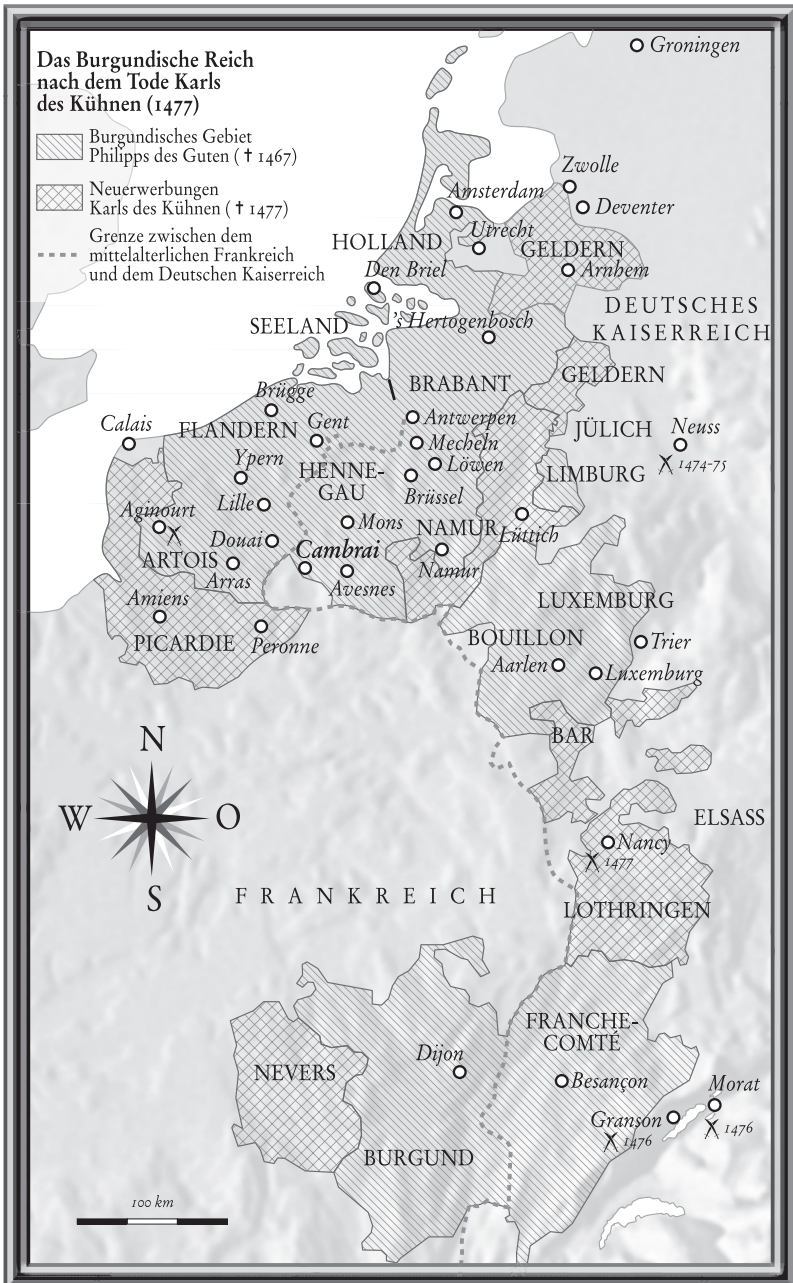 Das Burgundische Reich
nach dem Tode Karls
des Kühnen (1477)
Burgundisches Gebiet
Philipps des Guten († 1467)
Neuerwerbungen
Karls des Kühnen († 1477)
Grenze zwischen dem
mittelalterlichen Frankreich
und dem Deutschen Kaiserreich
Groningen
Zwolle
Deventer
Amsterdam
Utrecht
HOLLAND
GELDERN
Den Briel
Arnhem
DEUTSCHES
KAISERREICH
SEELAND
's Hertogenbosch
GELDERN
BRABANT
Brügge
Calais
FLANDERN
Gent
Antwerpen
JÜLICH
Neuss
1474-75
Mecheln
Ypern
HENNE-
GAU
Löwen
LIMBURG
Brüssel
Lille
Aginourt
Mons
NAMUR
Lüttich
Douai
Cambrai
ARTOIS
Arras
Avesnes
Namur
Amiens
LUXEMBURG
PICARDIE
Peronne
BOUILLON
Trier
Aarlen
Luxemburg
BAR
N
W
O
S
ELSASS
Nancy
1477
FRANKREICH
LOTHRINGEN
FRANCHE-
COMTÉ
Dijon
NEVERS
Besançon
Morat
1476
Granson
1476
BURGUND
100 km